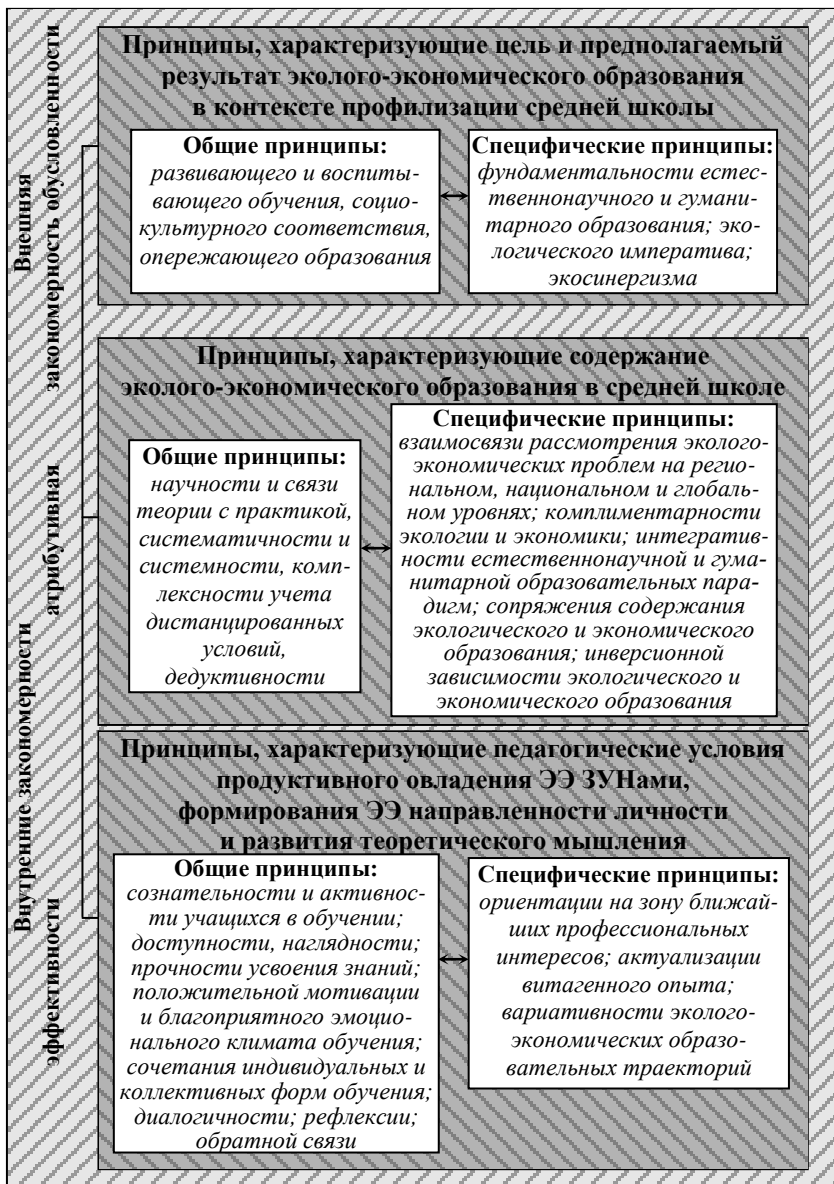 Внешняя
закономерность обусловленности
Принципы, характеризующие цель и предполагаемый
результат эколого-экономического образования
в контексте профилизации средней школы
Общие принципы:
развивающего и воспиты-
вающего обучения, социо-
культурного соответствия,
опережающего образования
Специфические принципы:
фундаментальности естес-
твеннонаучного и гумани-
тарного образования; эко-
логического императива;
экосинергизма
Внутренние закономерности
атрибутивная
Принципы, характеризующие содержание
эколого-экономического образования в средней школе
Общие принципы:
научности и связи
теории с практикой,
систематичности и
системности, комп-
лексности учета
дистанцированных
условий,
дедуктивности
Специфические принципы:
взаимосвязи рассмотрения эколого-
экономических проблем на регио-
нальном, национальном и глобаль-
ном уровнях; комплиментарности
экологии и экономики; интегратив-
ности естественнонаучной и гума-
нитарной образовательных пара-
дигм; сопряжения содержания
экологического и экономического
образования; инверсионной
зависимости экологического и
экономического образования
эффективности
Принципы, характеризующие педагогические условия
продуктивного овладения ЭЭ ЗУНами,
формирования ЭЭ направленности личности
и развития теоретического мышления
Общие принципы:
сознательности и активнос-
ти учащихся в обучении;
доступности, наглядности;
прочности усвоения знаний;
положительной мотивации
и благоприятного эмоцио-
нального климата обучения;
сочетания индивидуальных и
коллективных форм обучения;
диалогичности; рефлексии;
обратной связи
Специфические принципы:
ориентации на зону ближай-
ших профессиональных
интересов; актуализации
витагенного опыта;
вариативности эколого-
экономических образо-
вательных траекторий